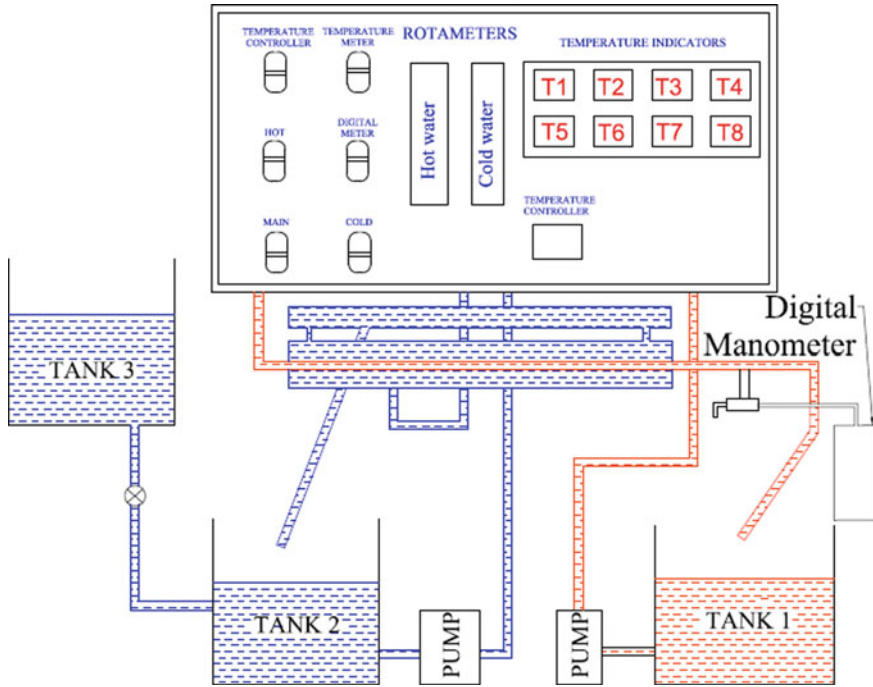 TEMPERATURE
CONTROLLER
TEMPERATURE
METER
ROTAMETERS
TEMPERATURE INDICATORS
T1 T2 T3 T4
T5 T6 T7 T8
HOT
DIGITAL
METER
Hot water
Cold water
MAIN
COLD
TEMPERATURE
CONTROLLER
TANK 3
Digital
Manometer
TANK 2
PUMP
PUMP
TANK 1